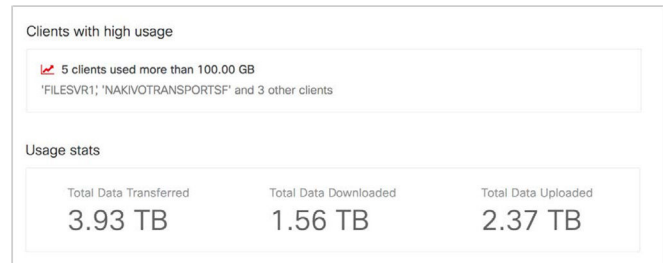 Clients with high usage
5 clients used more than 100.00 GB
'FILESVR1', 'NAKIVOTRANSPORTSF' and 3 other clients
Usage stats
Total Data Transferred Total Data Downloaded Total Data Uploaded
3.93 TB 1.56 TB 2.37 TB